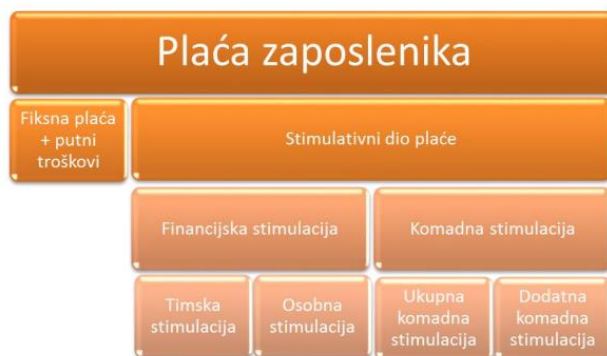 Plaća zaposlenika
Fiksna plaća
+ putni
troškovi
Stimulativni dio plaće
Financijska stimulacija
Komadna stimulacija
Timska
stimulacija
Osobna
stimulacija
Ukupna
komadna
stimulacija
Dodatna
komadna
stimulacija